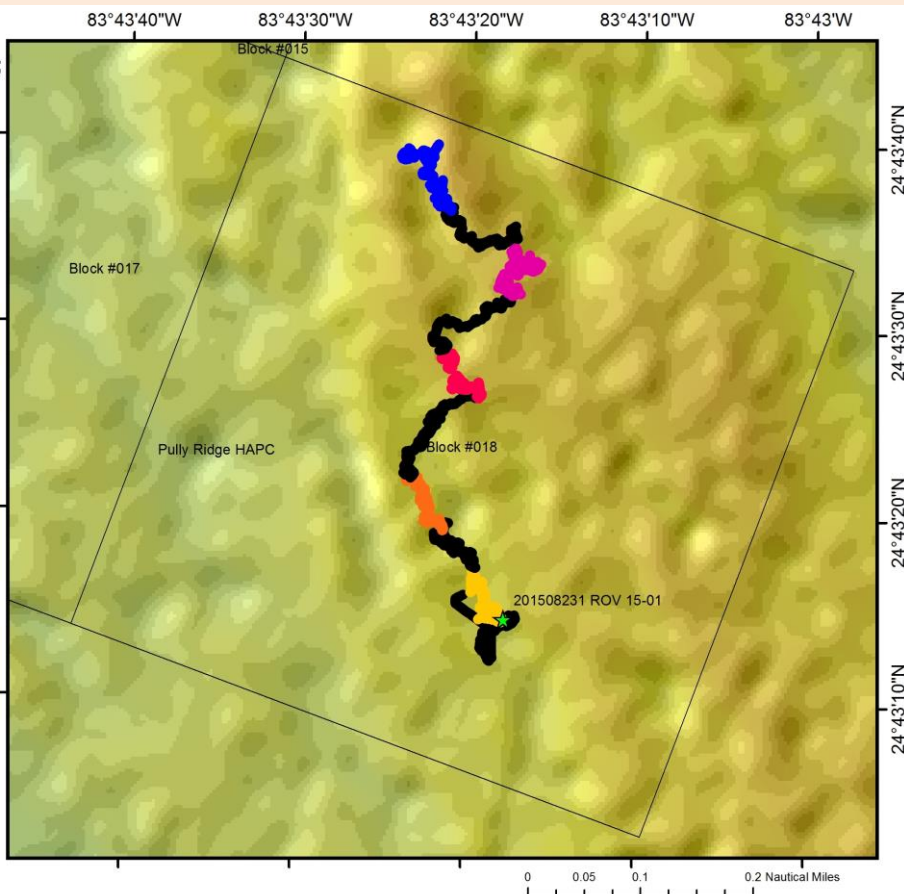 83°43'40"W 83°43'30"W 83°43'20"W 83°43'10"W 83°43'W
Block #015
24°43'40"N
Block #017
24°43'30"N
Block #018
Pully Ridge HAPC
24°43'20"N
201508231 ROV 15-01
24°43'10"N
0 0.05 0.1 0.2 Nautical Miles